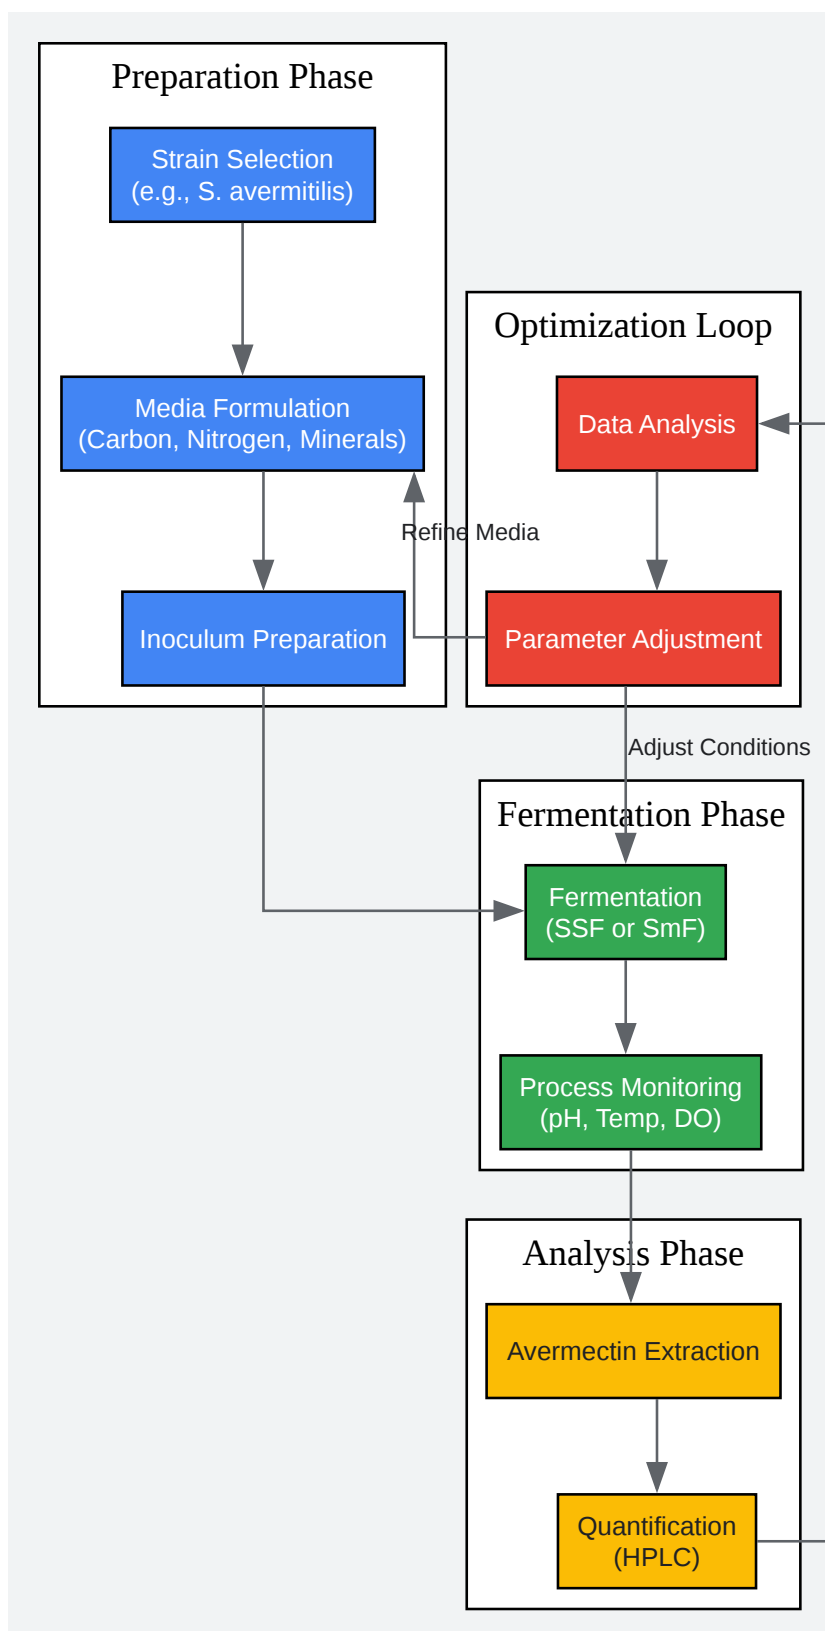 Preparation Phase
Strain Selection
(e.g., S. avermitilis)
Media Formulation
(Carbon, Nitrogen, Minerals)
Inoculum Preparation
Optimization Loop
Data Analysis
Refine Media
Parameter Adjustment
Adjust Conditions
Fermentation Phase
Fermentation
(SSF or SmF)
Process Monitoring
(pH, Temp, DO)
Analysis Phase
Avermectin Extraction
Quantification
(HPLC)